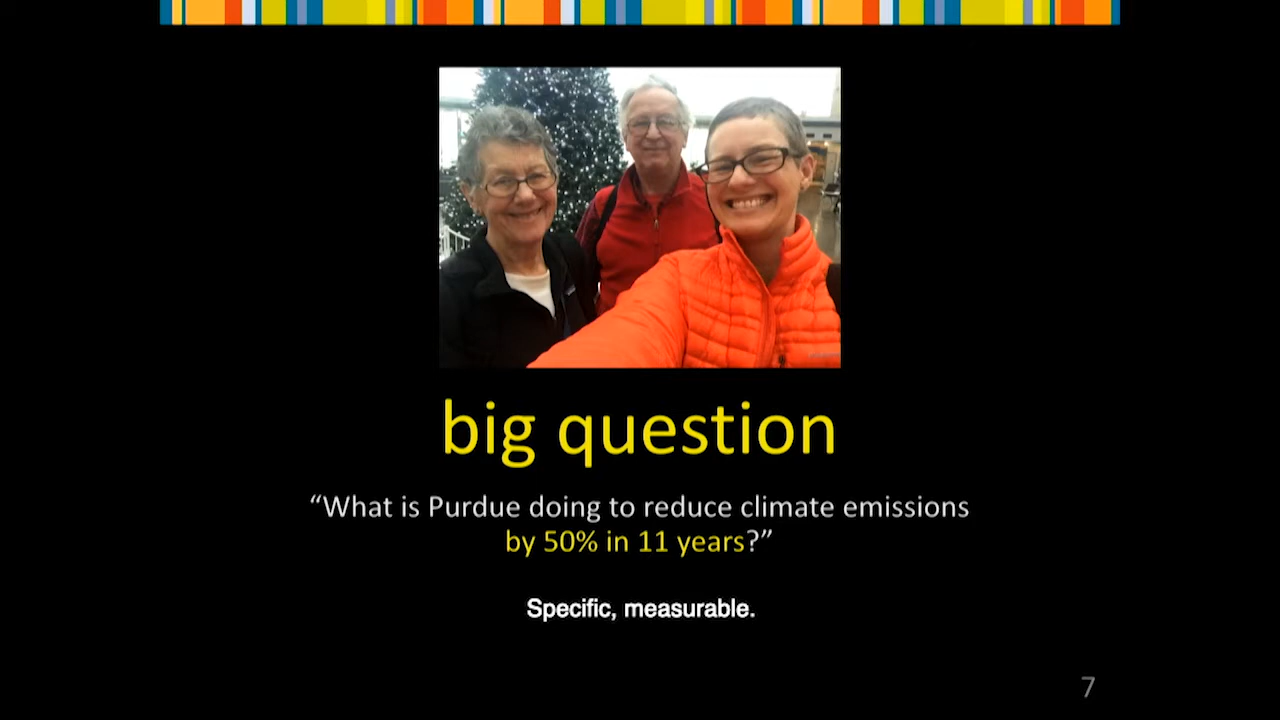 big question
“What is Purdue doing to reduce climate emissions
by 50% in 11 years?”
Specific, measurable.
7